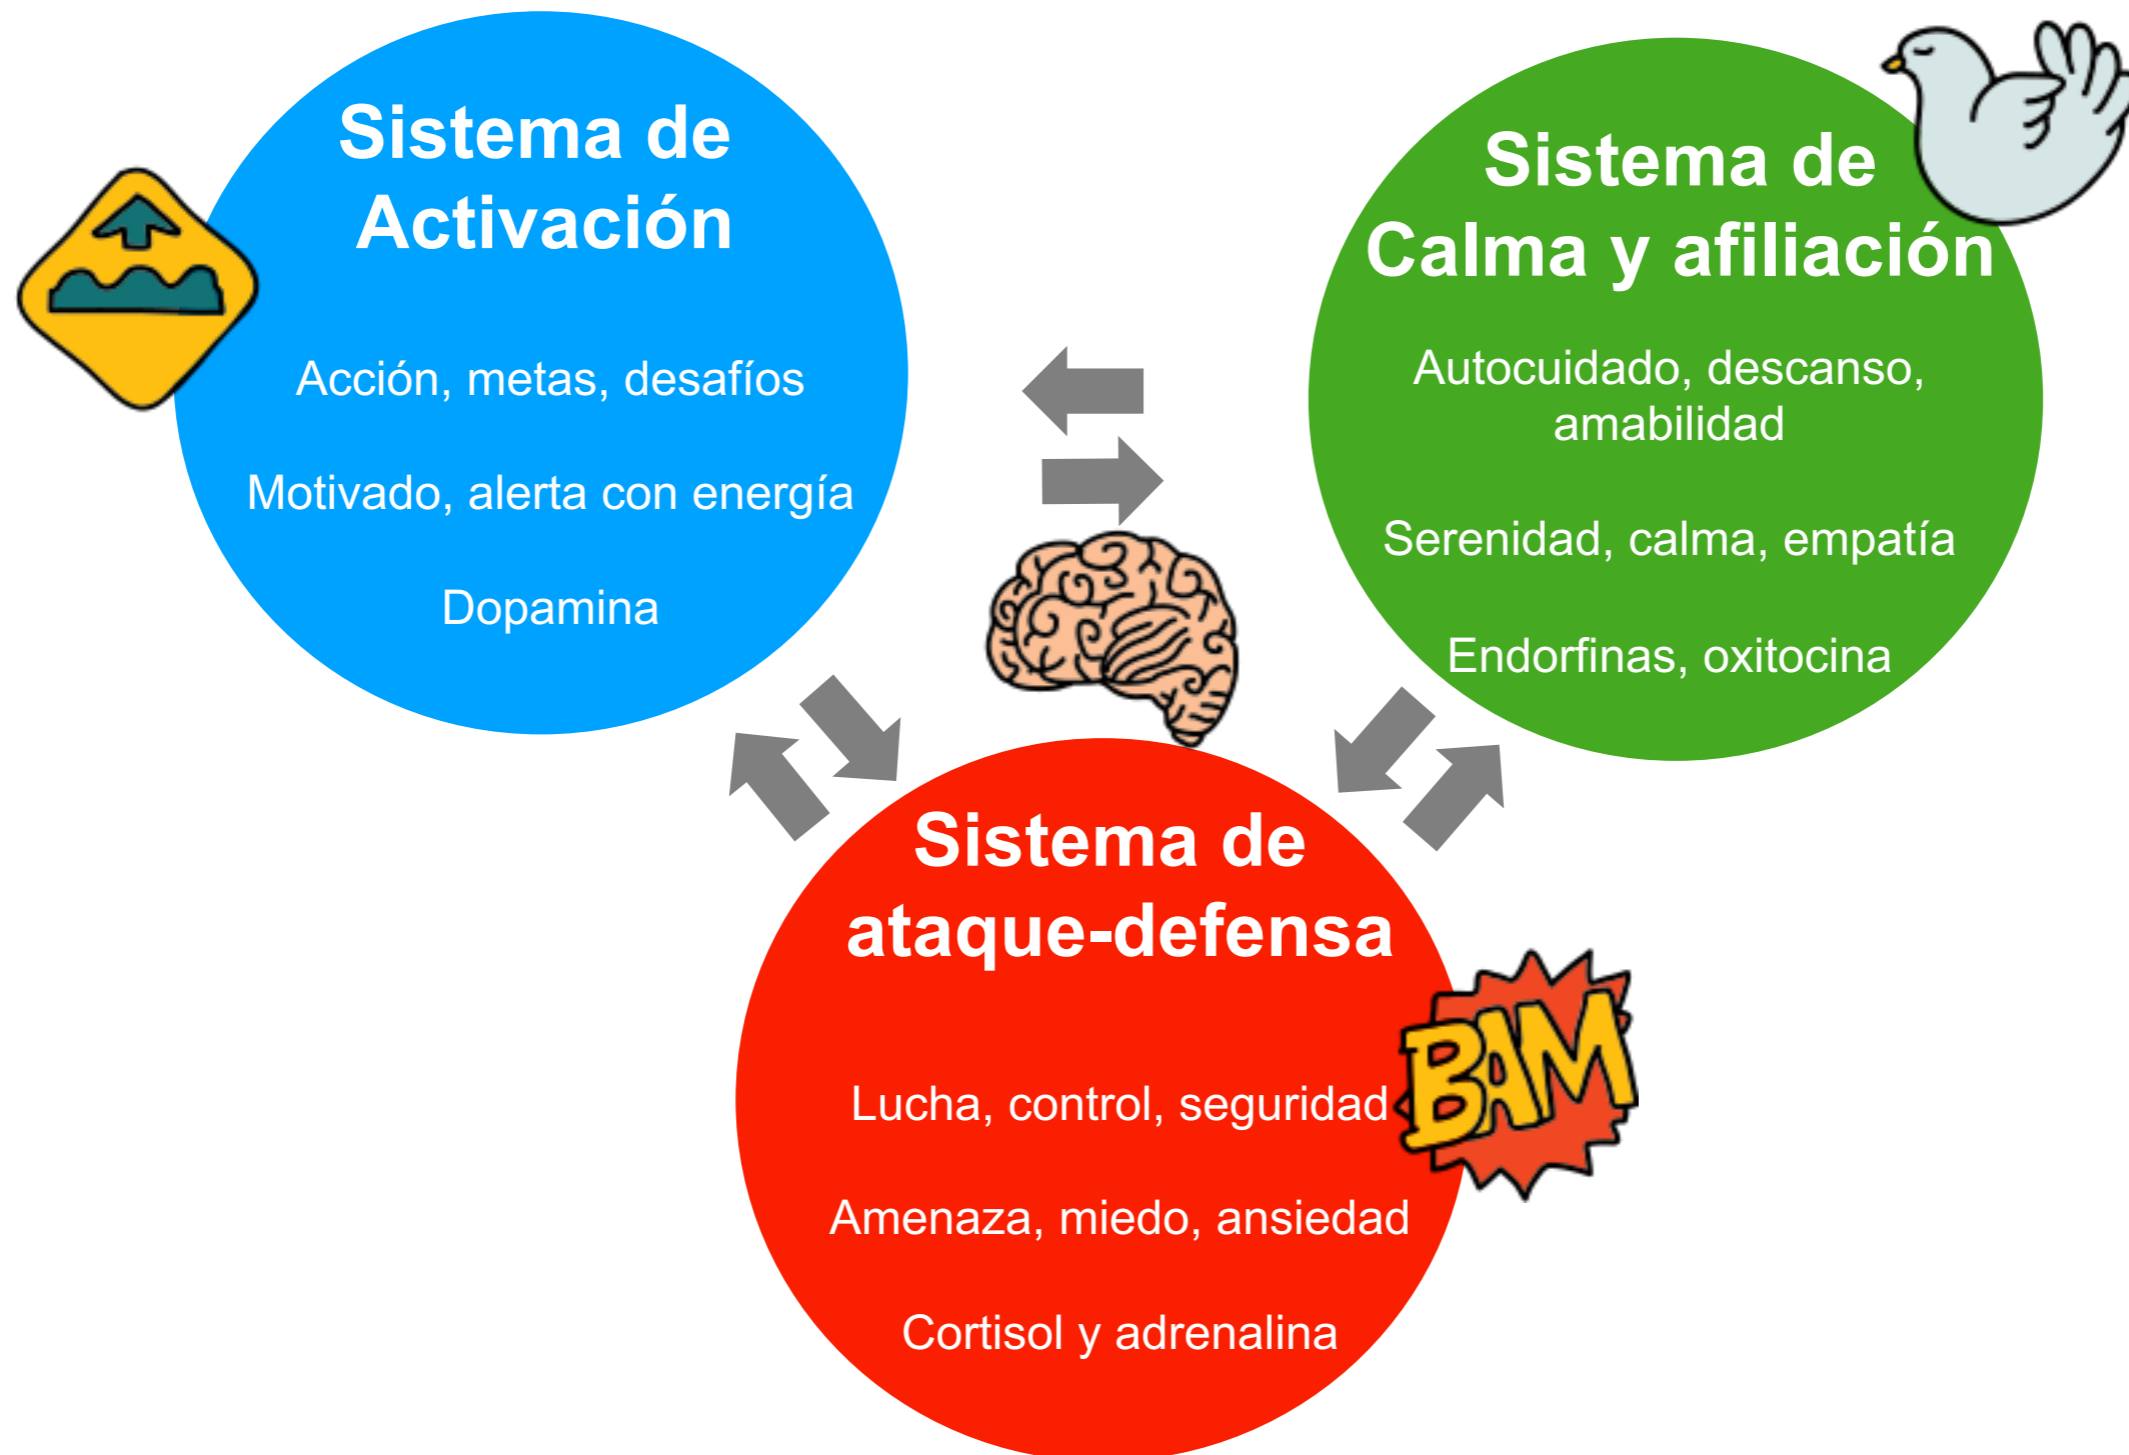 Sistema de
Activación
Acción, metas, desafíos
Motivado, alerta con energía
Dopamina
Sistema de
Calma y afiliación
Autocuidado, descanso,
amabilidad
Serenidad, calma, empatía
Endorfinas, oxitocina
Sistema de
ataque-defensa
Lucha, control, seguridad
BAM
Amenaza, miedo, ansiedad
Cortisol y adrenalina